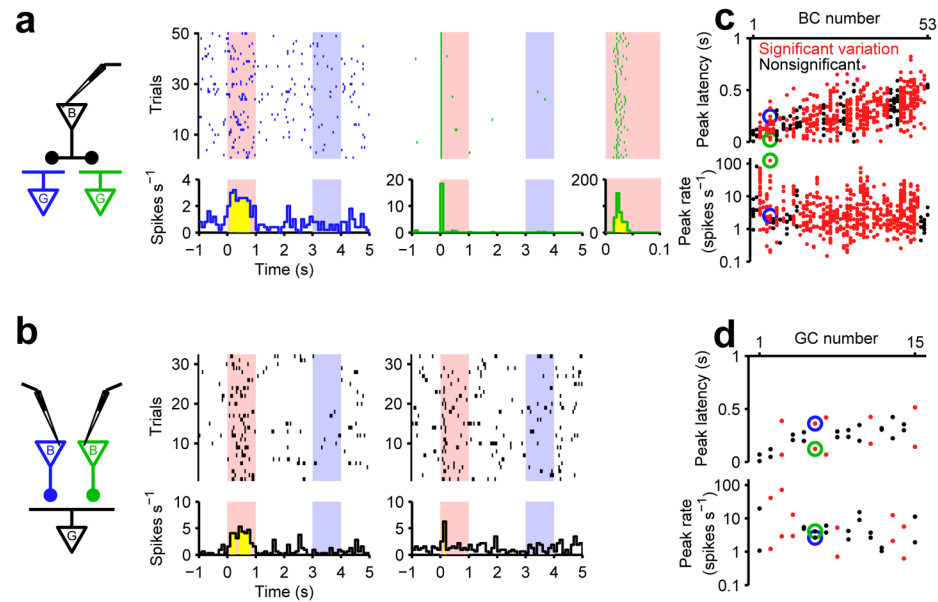 a
B
G
G
Trials
50
30
10
Spikes s⁻¹
4
2
0
−1 0 1 2 3 4 5
Time (s)
20
10
0
−1 0 1 2 3 4 5
200
0
0 0.1
c
BC number
1 53
Significant variation
Nonsignificant
Peak latency (s)
1
0.5
0
Peak rate
(spikes s⁻¹)
100
10
1
0.1
b
B B
G
Trials
30
20
10
Spikes s⁻¹
10
5
0
−1 0 1 2 3 4 5
Time (s)
10
5
0
−1 0 1 2 3 4 5
d
GC number
1 15
Peak latency (s)
1
0.5
0
Peak rate
(spikes s⁻¹)
100
10
1
0.1